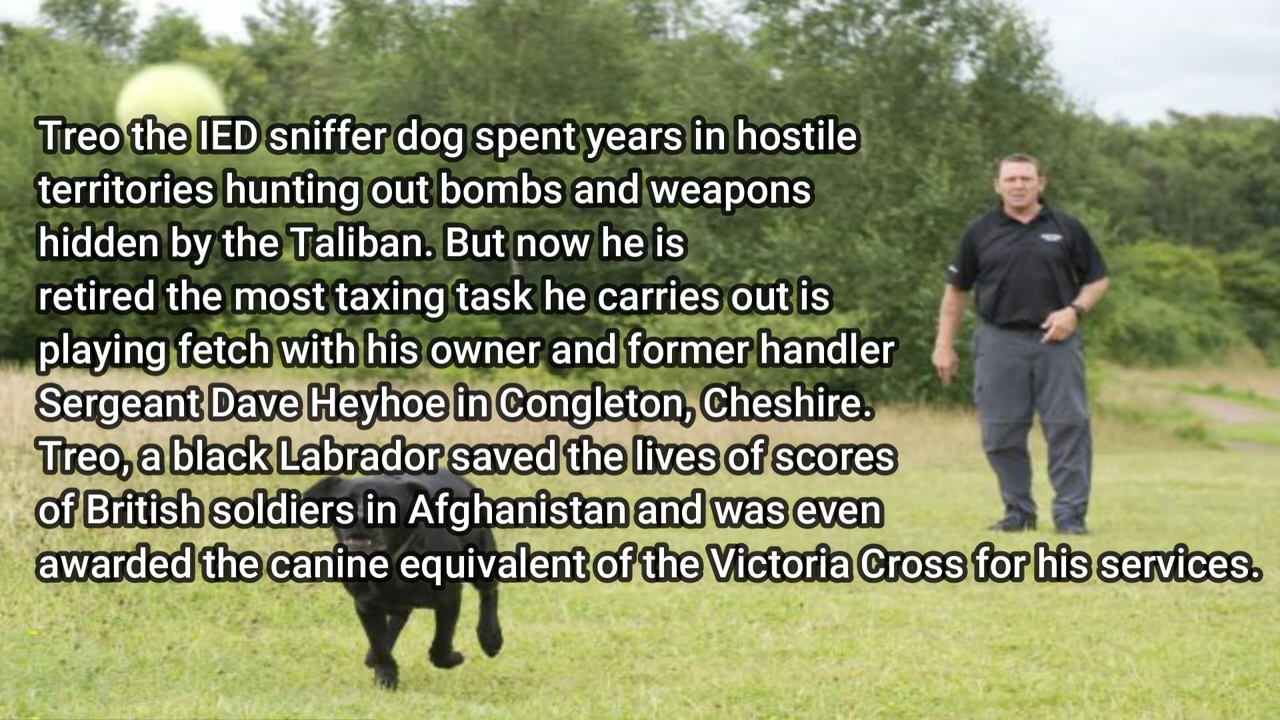 Treo the IED sniffer dog spent years in hostile
territories hunting out bombs and weapons
hidden by the Taliban. But now he is
retired the most taxing task he carries out is
playing fetch with his owner and former handler
Sergeant Dave Heyhoe in Congleton, Cheshire.
Treo, a black Labrador saved the lives of scores
of British soldiers in Afghanistan and was even
awarded the canine equivalent of the Victoria Cross for his services.